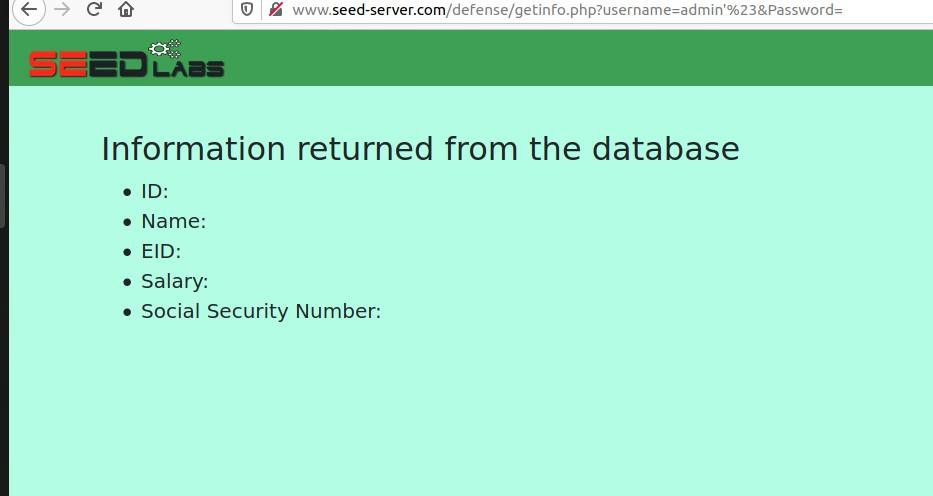 www.seed-server.com/defense/getinfo.php?username=admin'%23&Password=
SEED LABS
Information returned from the database
• ID:
• Name:
• EID:
• Salary:
• Social Security Number: